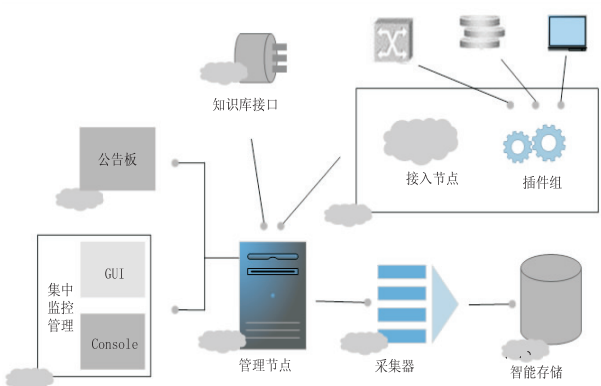 知识库接口
公告板
接入节点
插件组
集中
监控
管理
GUI
Console
管理节点
采集器
智能存储